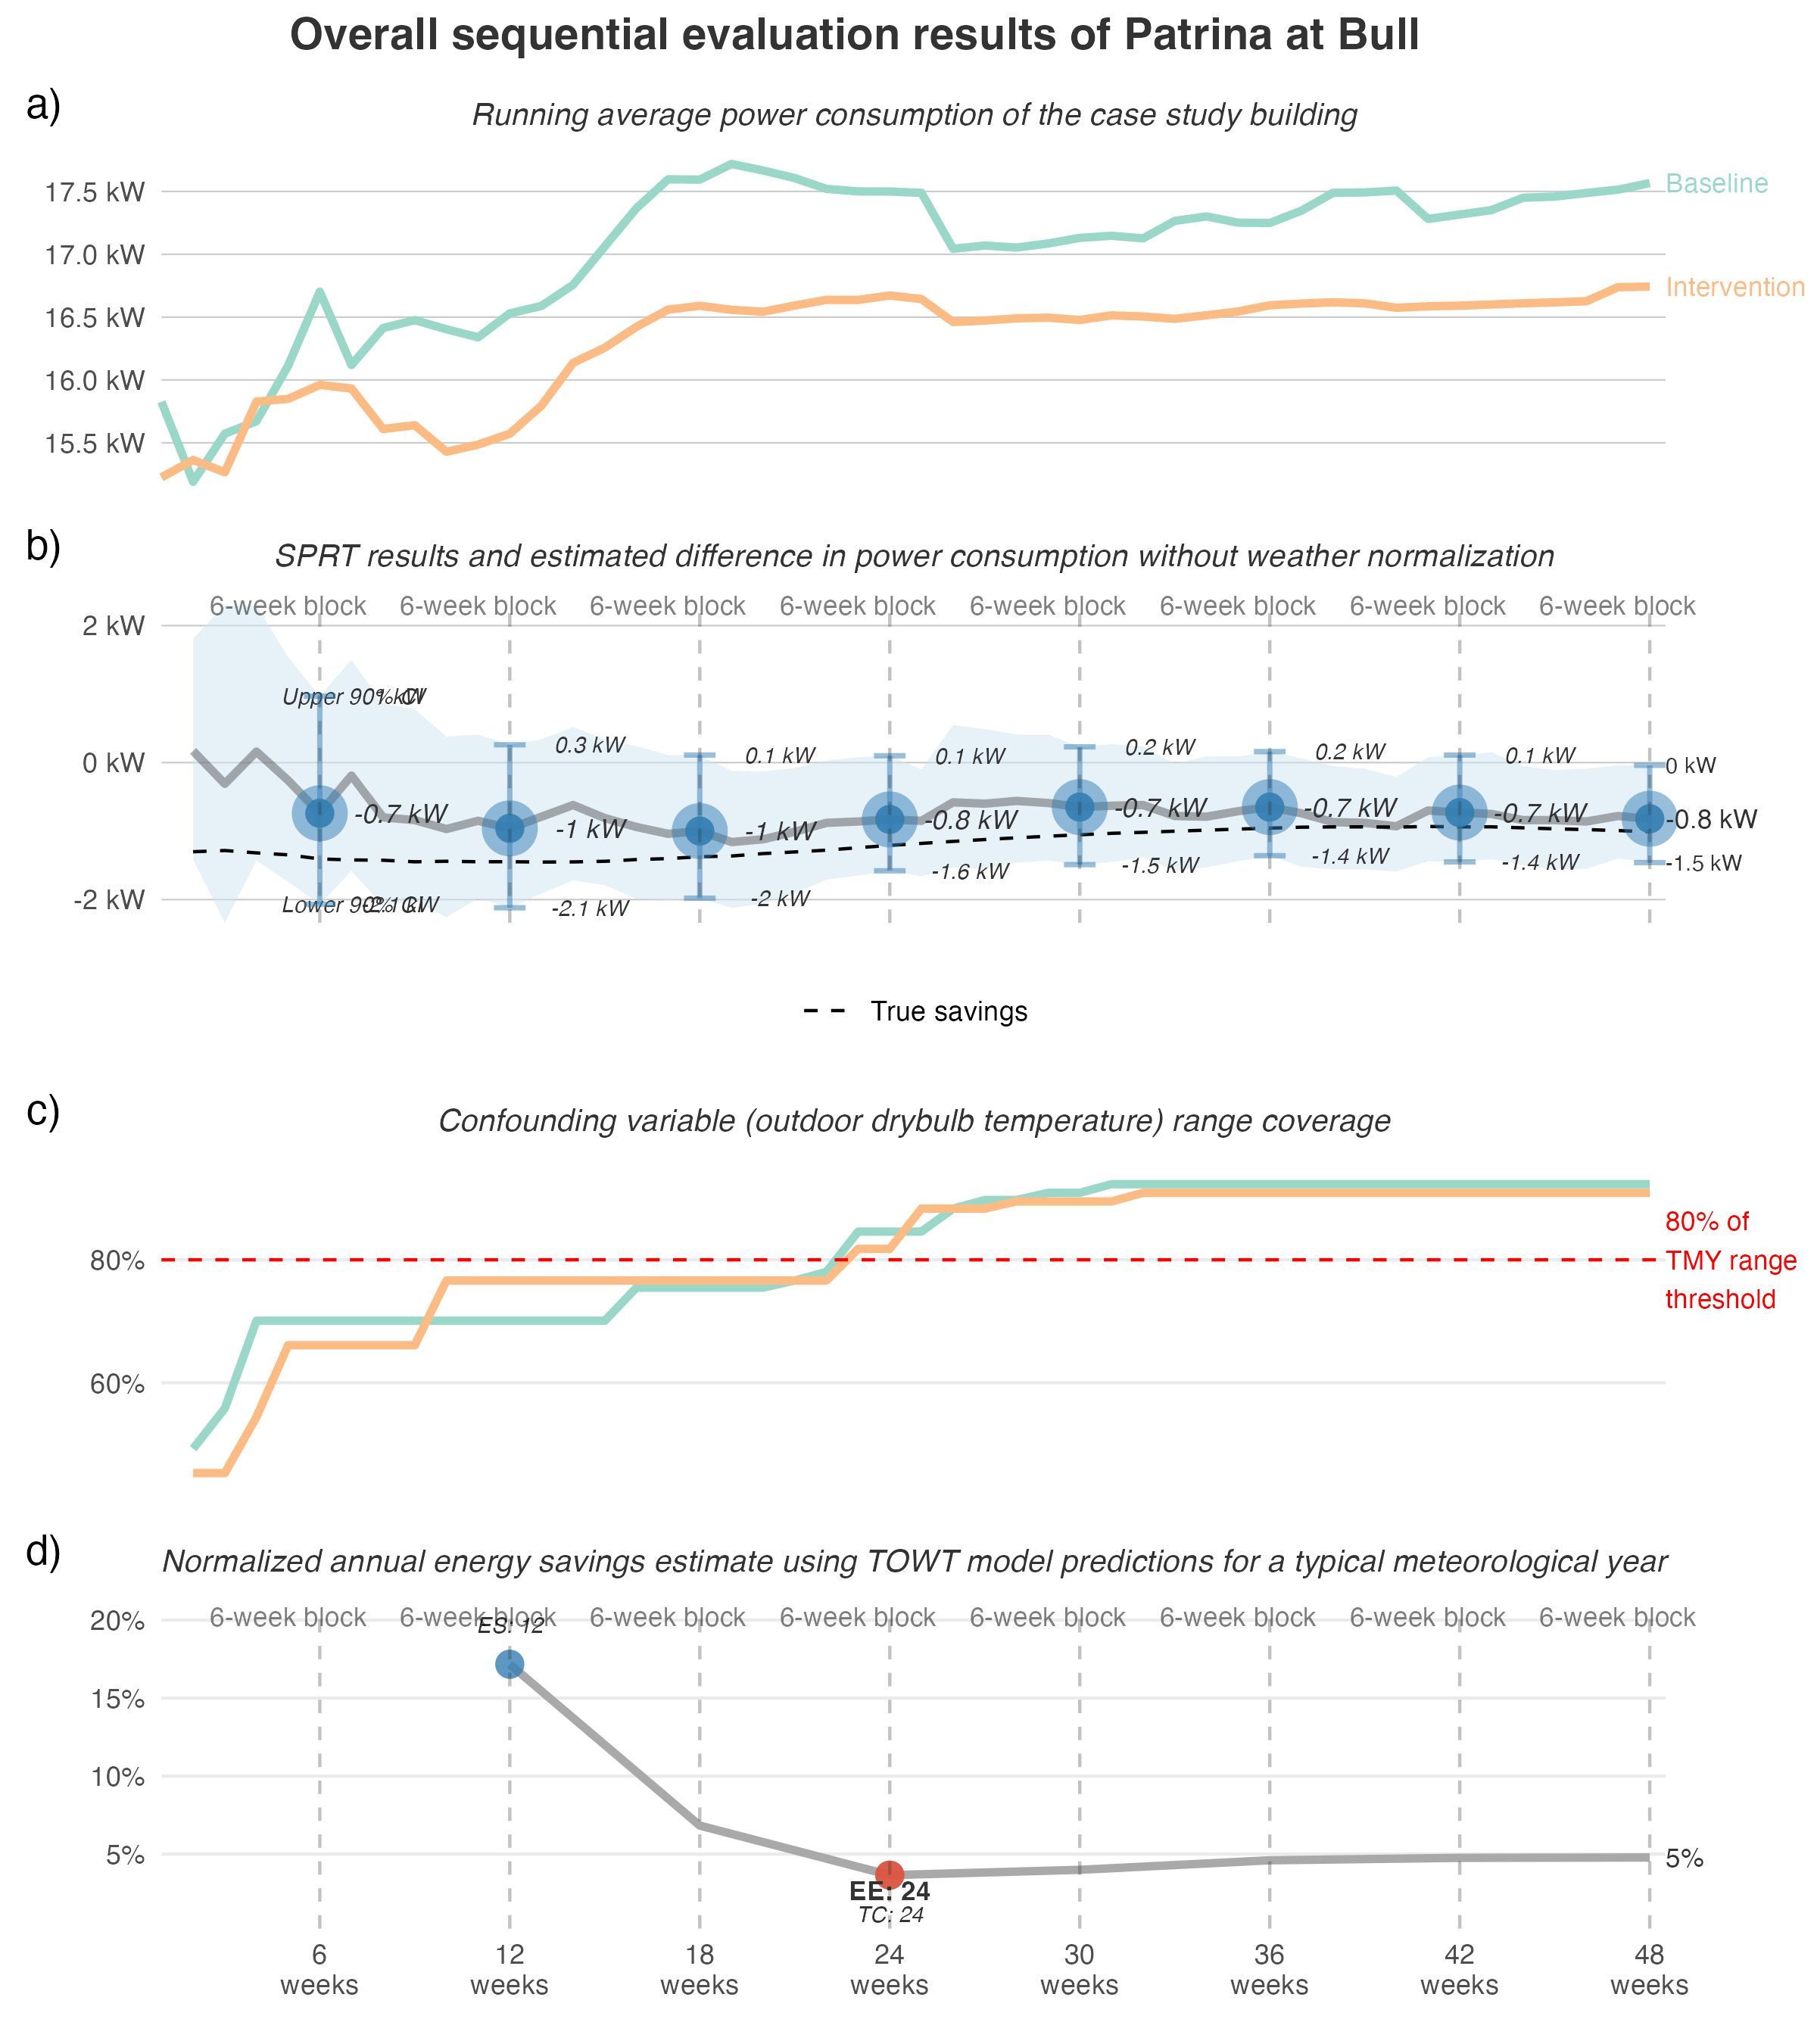 Overall sequential evaluation results of Patrina at Bull
a)
Running average power consumption of the case study building
17.5 kW
17.0 kW
16.5 kW
16.0 kW
15.5 kW
Baseline
Intervention
b)
SPRT results and estimated difference in power consumption without weather normalization
6-week block 6-week block 6-week block 6-week block 6-week block 6-week block 6-week block 6-week block
2 kW
0 kW
-2 kW
Upper 90% CI
0.3 kW 0.1 kW 0.1 kW 0.2 kW 0.2 kW 0.1 kW 0 kW
-0.7 kW -1 kW -1 kW -0.8 kW -0.7 kW -0.7 kW -0.7 kW -0.8 kW
Lower 90% CI -2.1 kW
-2.1 kW -2 kW -1.6 kW -1.5 kW -1.4 kW -1.4 kW -1.5 kW
True savings
c)
Confounding variable (outdoor drybulb temperature) range coverage
80%
60%
80% of
TMY range
threshold
d)
Normalized annual energy savings estimate using TOWT model predictions for a typical meteorological year
6-week block 6-week block 6-week block 6-week block 6-week block 6-week block 6-week block 6-week block
20%
15%
10%
5%
ES: 12
EE: 24
TC: 24
5%
6 12 18 24 30 36 42 48
weeks weeks weeks weeks weeks weeks weeks weeks